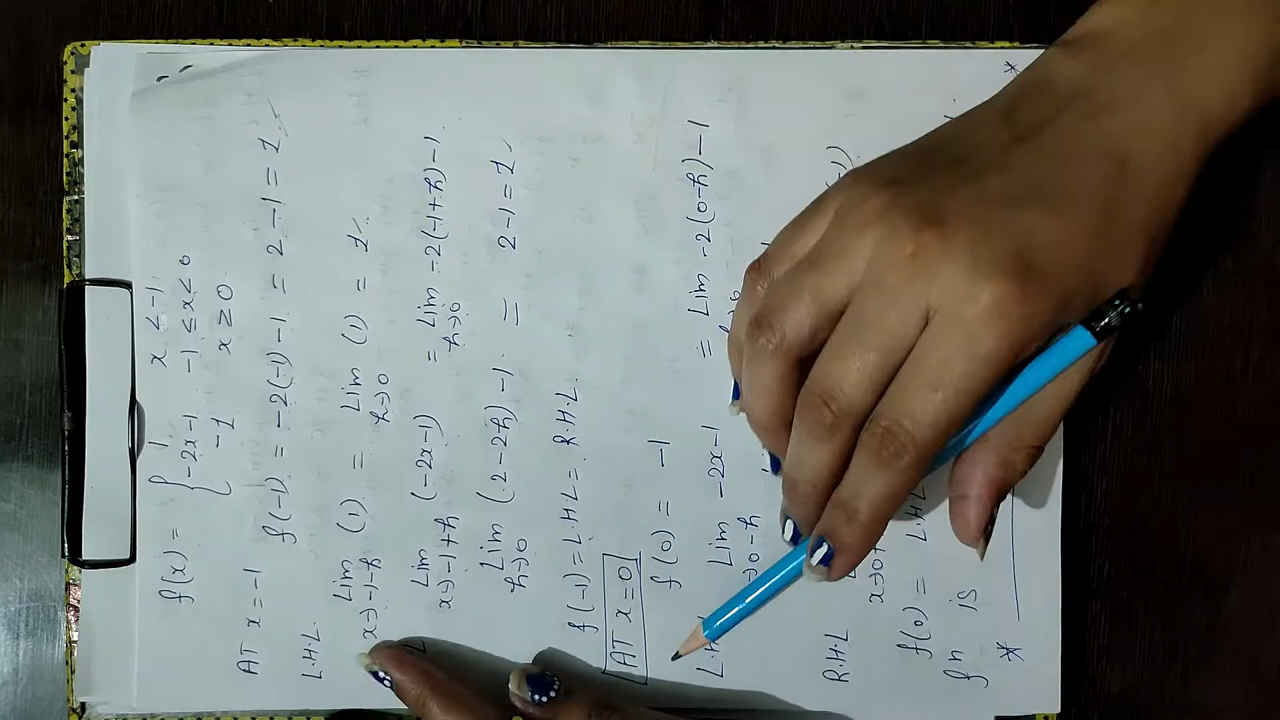 f(x) = { 1 x < -1
-2x-1 -1 ≤ x < 0
-1 x ≥ 0
AT x = -1
f(-1) = -2(-1) -1 = 2 -1 = 1
L.H.L.
Lim x→-1-h (1) = Lim h→0 (1) = 1
Lim x→-1+h (-2x-1) = Lim h→0 -2(-1+h)-1
Lim h→0 (2-2h)-1 = 2-1 = 1
f(-1) = L.H.L = R.H.L.
AT x = 0
f(0) = -1
Lim -2x-1 = Lim -2(0-h)-1
R.H.L x→0+
f(0) = L.H.L
fn is
*
*